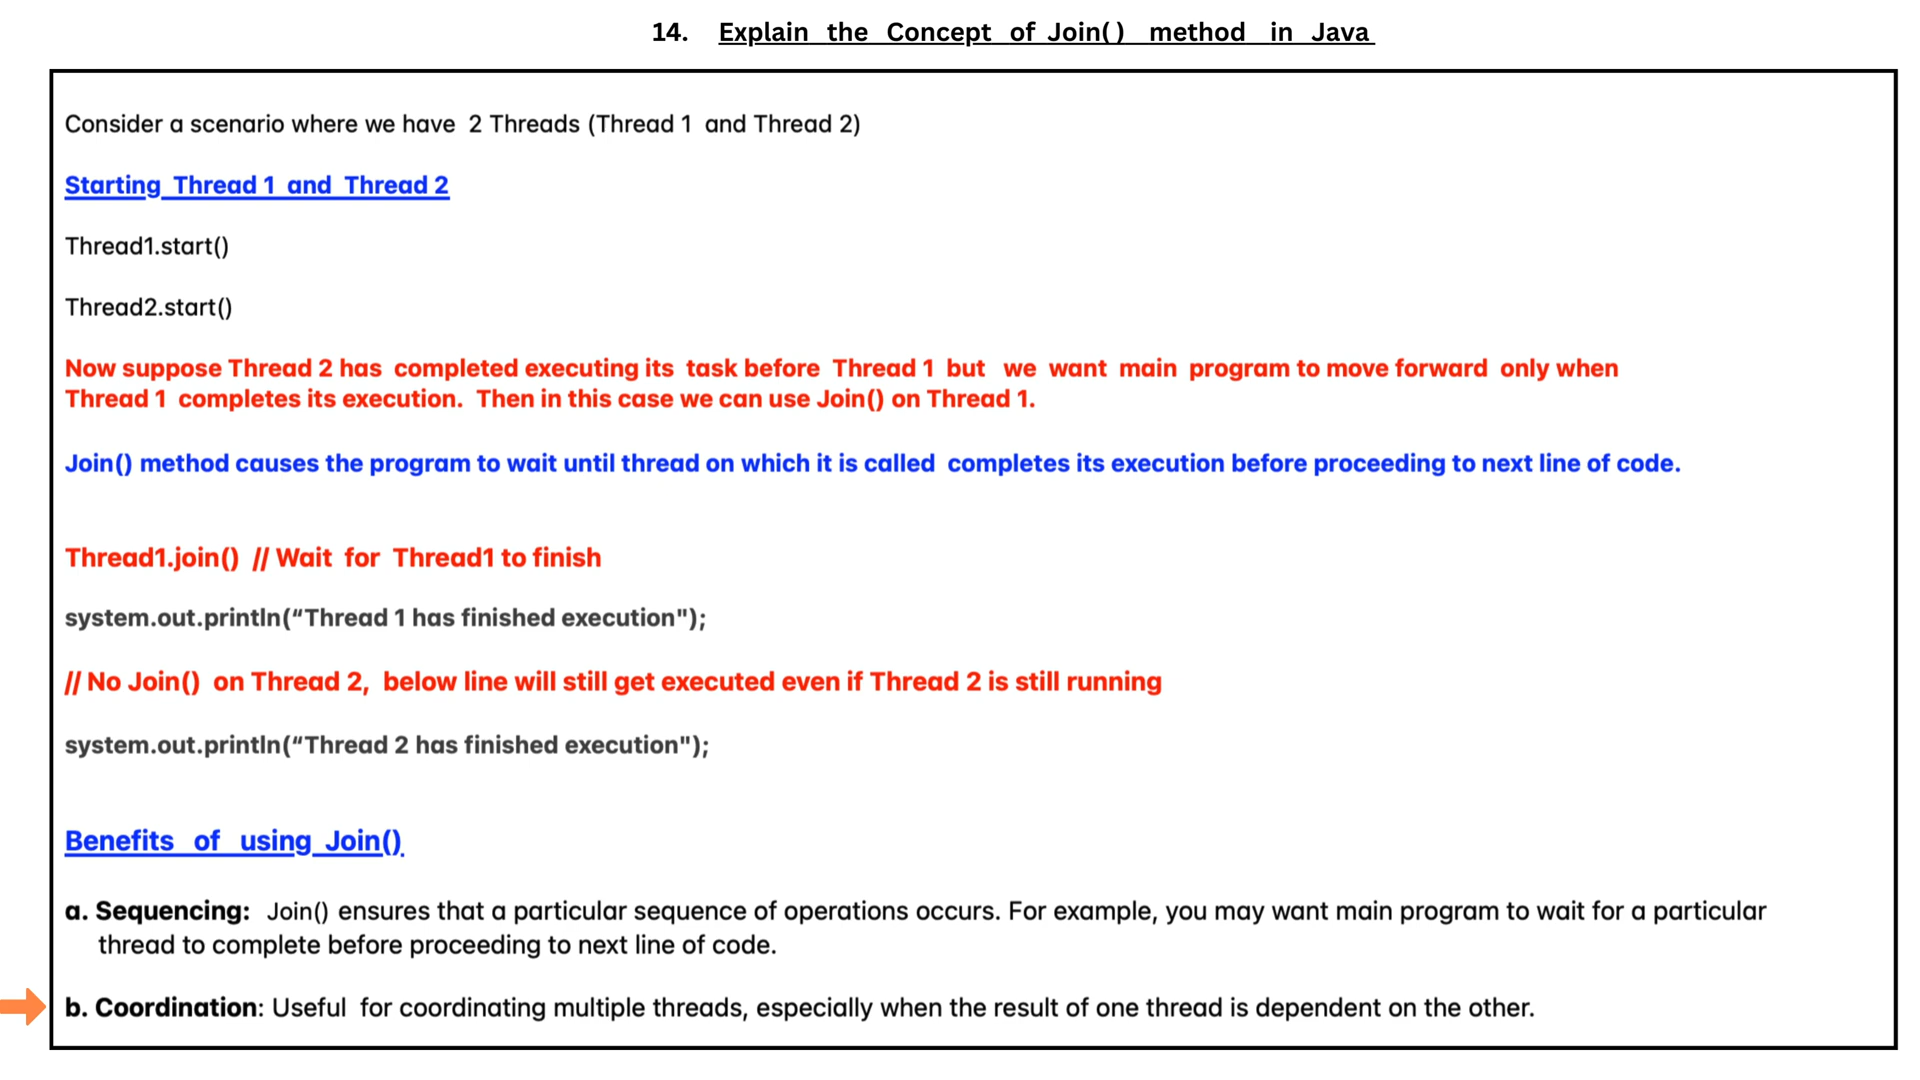 14. Explain the Concept of Join() method in Java
Consider a scenario where we have 2 Threads (Thread 1 and Thread 2)
Starting Thread 1 and Thread 2
Thread1.start()
Thread2.start()
Now suppose Thread 2 has completed executing its task before Thread 1 but we want main program to move forward only when
Thread 1 completes its execution. Then in this case we can use Join() on Thread 1.
Join() method causes the program to wait until thread on which it is called completes its execution before proceeding to next line of code.
Thread1.join() // Wait for Thread1 to finish
system.out.println(“Thread 1 has finished execution");
// No Join() on Thread 2, below line will still get executed even if Thread 2 is still running
system.out.println(“Thread 2 has finished execution");
Benefits of using Join()
a. Sequencing: Join() ensures that a particular sequence of operations occurs. For example, you may want main program to wait for a particular
thread to complete before proceeding to next line of code.
b. Coordination: Useful for coordinating multiple threads, especially when the result of one thread is dependent on the other.